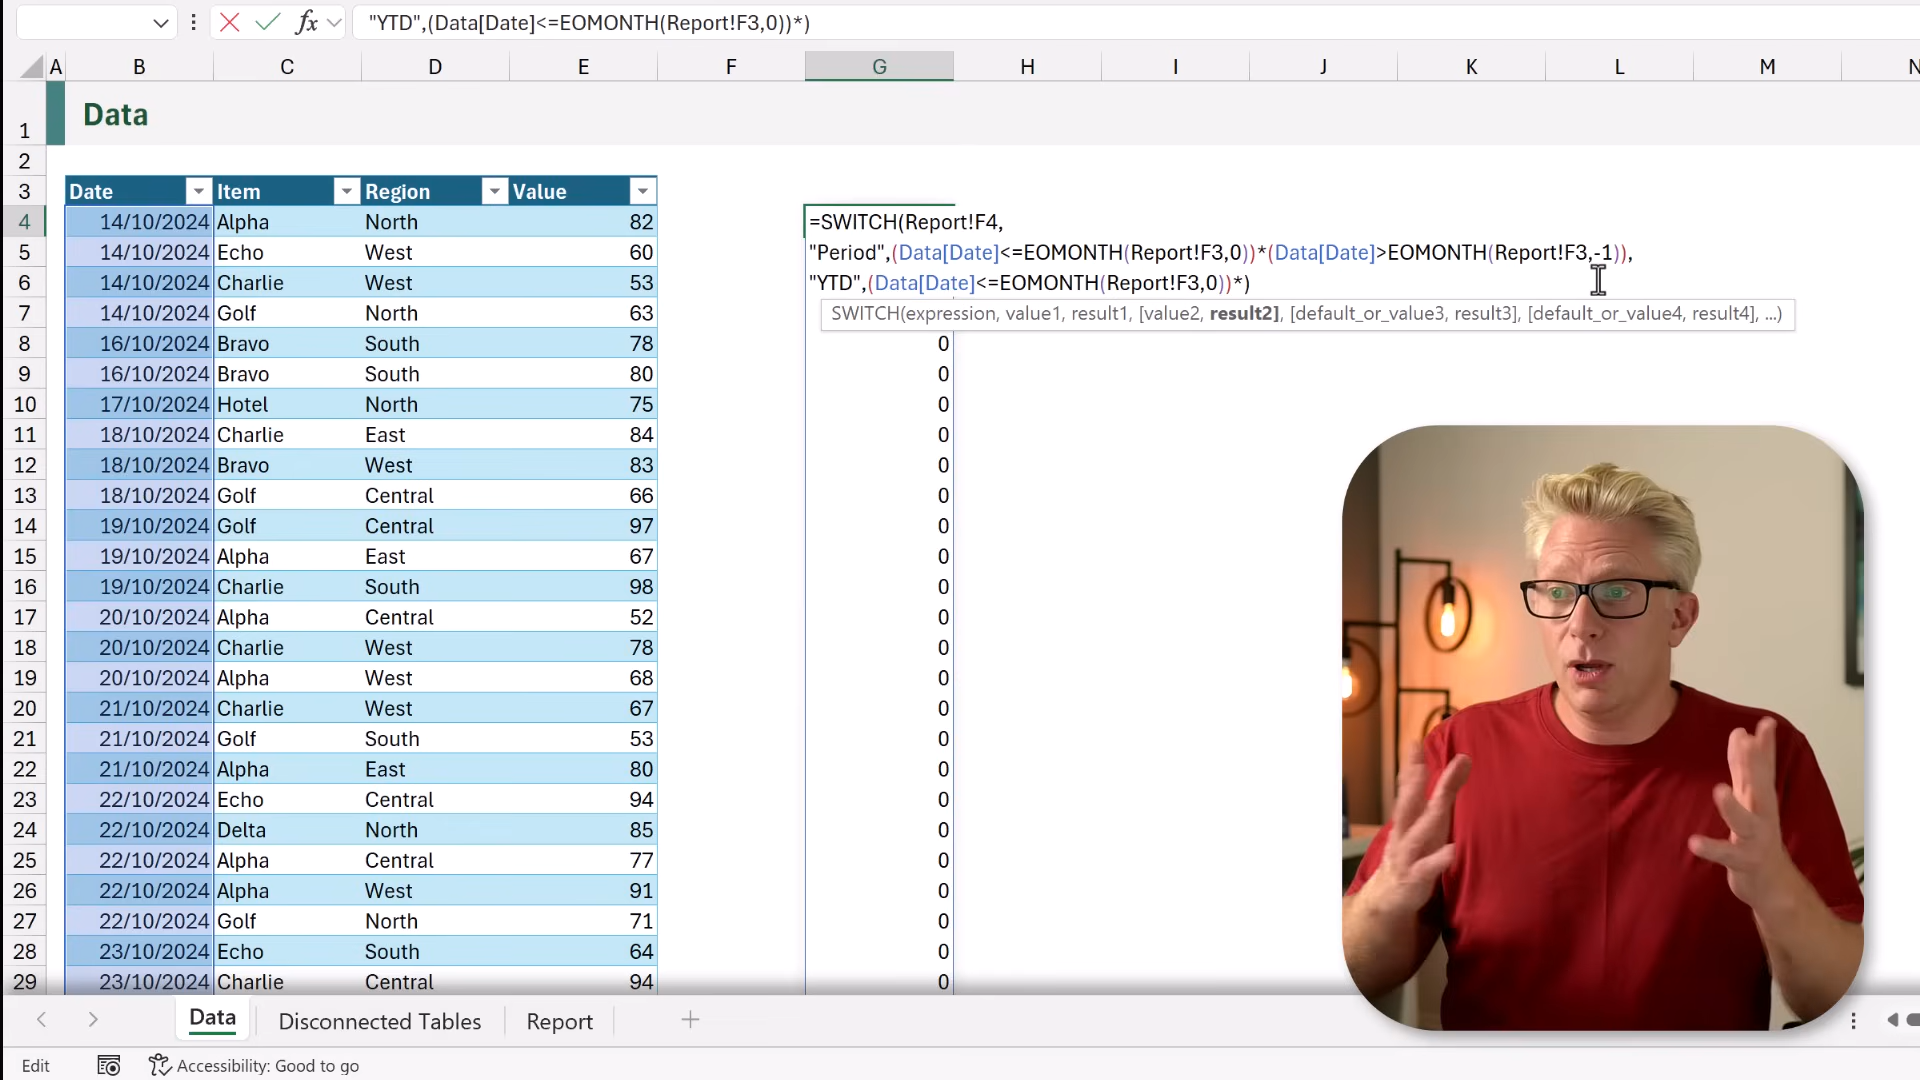 "YTD",(Data[Date]<=EOMONTH(Report!F3,0))*)
A B C D E F G H I J K L M N
1 Data
2
3 Date Item Region Value
4 14/10/2024 Alpha North 82 =SWITCH(Report!F4,
5 14/10/2024 Echo West 60 "Period",(Data[Date]<=EOMONTH(Report!F3,0))*(Data[Date]>EOMONTH(Report!F3,-1)),
6 14/10/2024 Charlie West 53 "YTD",(Data[Date]<=EOMONTH(Report!F3,0))*)
7 14/10/2024 Golf North 63 SWITCH(expression, value1, result1, [value2, result2], [default_or_value3, result3], [default_or_value4, result4], ...)
8 16/10/2024 Bravo South 78 0
9 16/10/2024 Bravo South 80 0
10 17/10/2024 Hotel North 75 0
11 18/10/2024 Charlie East 84 0
12 18/10/2024 Bravo West 83 0
13 18/10/2024 Golf Central 66 0
14 19/10/2024 Golf Central 97 0
15 19/10/2024 Alpha East 67 0
16 19/10/2024 Charlie South 98 0
17 20/10/2024 Alpha Central 52 0
18 20/10/2024 Charlie West 78 0
19 20/10/2024 Alpha West 68 0
20 21/10/2024 Charlie West 67 0
21 21/10/2024 Golf South 53 0
22 21/10/2024 Alpha East 80 0
23 22/10/2024 Echo Central 94 0
24 22/10/2024 Delta North 85 0
25 22/10/2024 Alpha Central 77 0
26 22/10/2024 Alpha West 91 0
27 22/10/2024 Golf North 71 0
28 23/10/2024 Echo South 64 0
29 23/10/2024 Charlie Central 94 0
Data Disconnected Tables Report
Edit Accessibility: Good to go